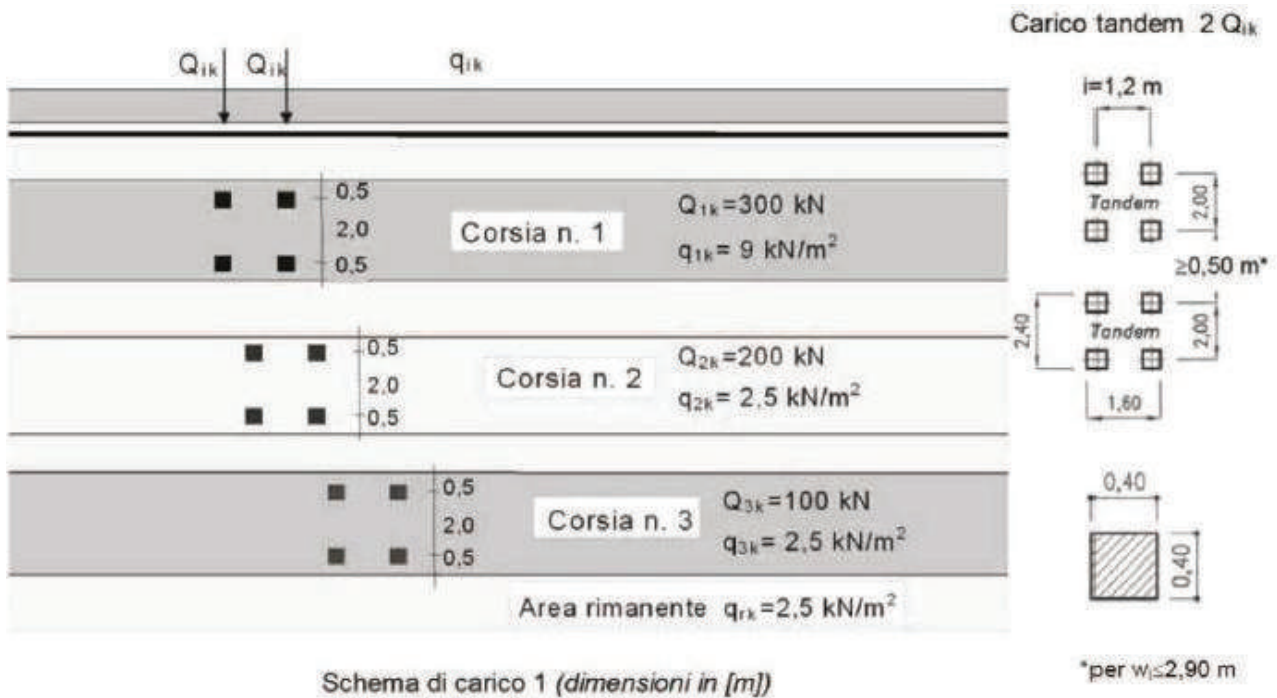 Carico tandem 2 Qik
Qik Qik qik
i=1,2 m
0,5
2,0
0,5
Corsia n. 1
Q1k=300 kN
q1k= 9 kN/m²
Tandem
2,00
≥0,50 m*
0,5
2,0
0,5
Corsia n. 2
Q2k=200 kN
q2k= 2,5 kN/m²
2,40
Tandem
2,00
1,60
0,5
2,0
0,5
Corsia n. 3
Q3k=100 kN
q3k= 2,5 kN/m²
0,40
0,40
Area rimanente qrk=2,5 kN/m²
Schema di carico 1 (dimensioni in [m])
*per wl≤2,90 m